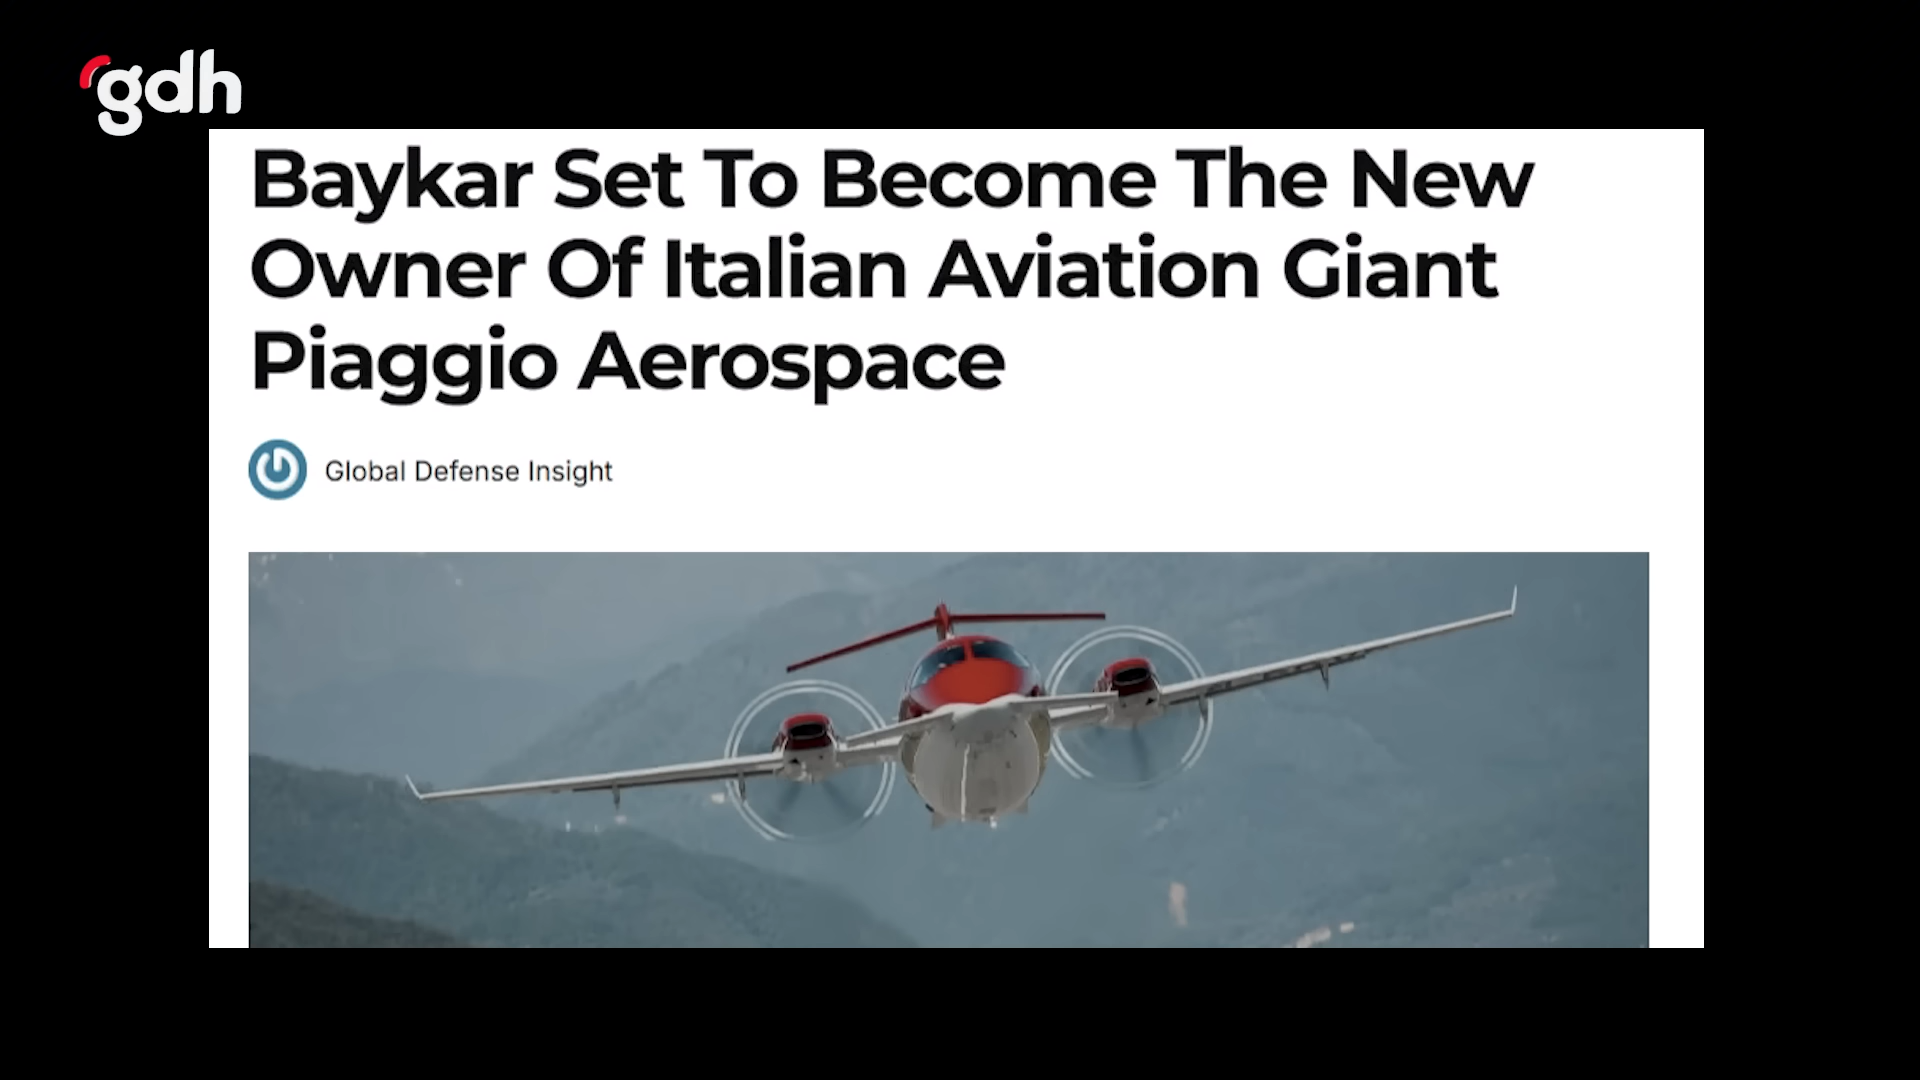 gdh
Baykar Set To Become The New
Owner Of Italian Aviation Giant
Piaggio Aerospace
Global Defense Insight